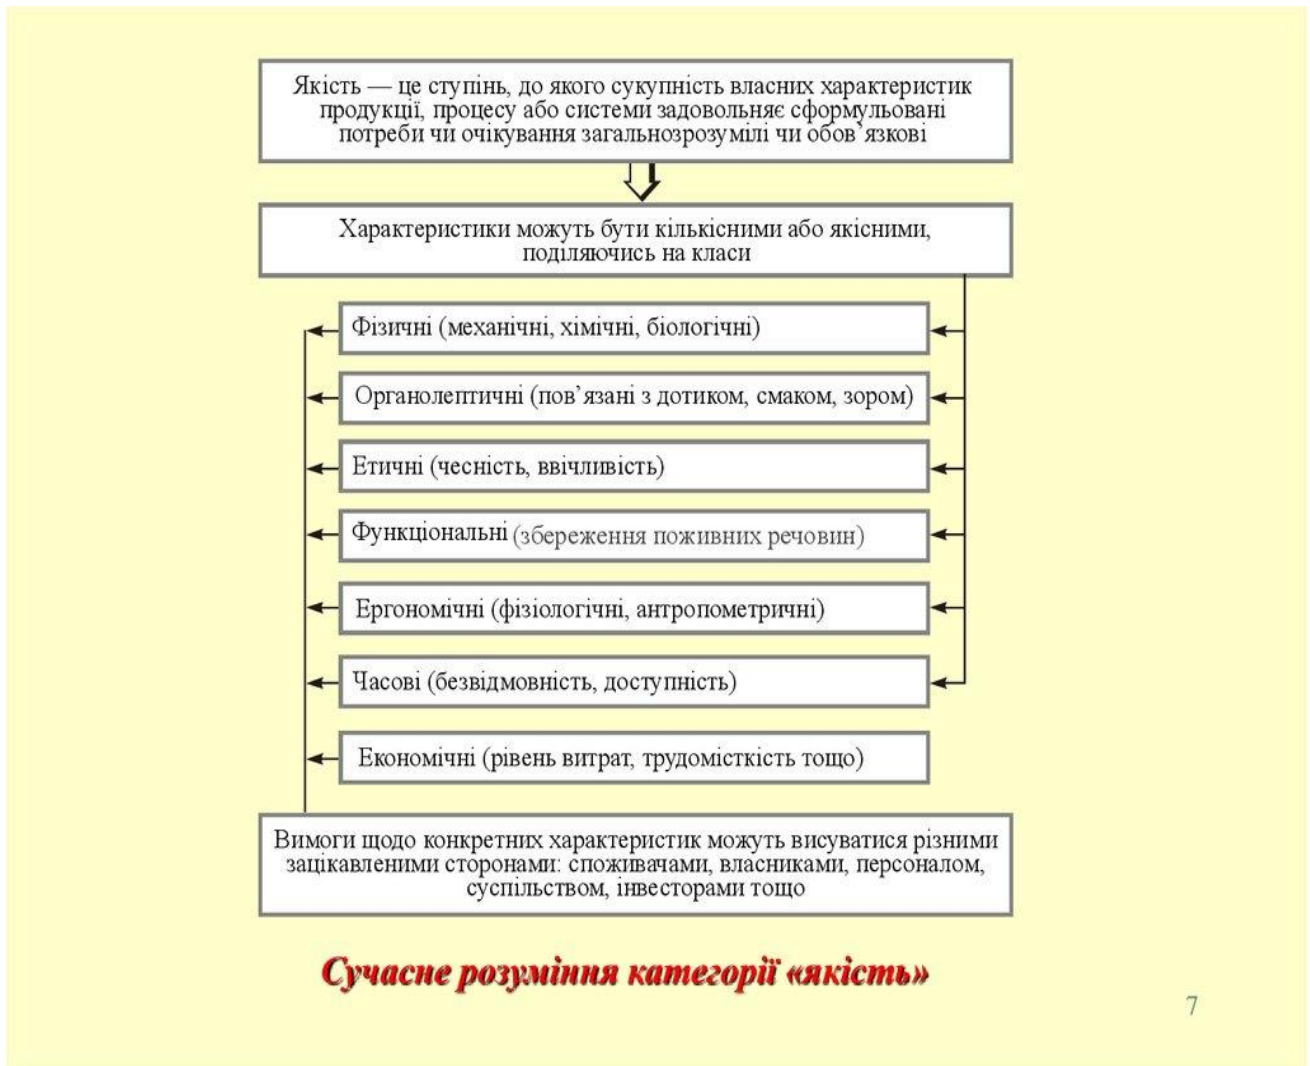 Якість — це ступінь, до якого сукупність власних характеристик
продукції, процесу або системи задовольняє сформульовані
потреби чи очікування загальнозрозумілі чи обов’язкові
Характеристики можуть бути кількісними або якісними,
поділяючись на класи
Фізичні (механічні, хімічні, біологічні)
Органолептичні (пов’язані з дотиком, смаком, зором)
Етичні (чесність, ввічливість)
Функціональні (збереження поживних речовин)
Ергономічні (фізіологічні, антропометричні)
Часові (безвідмовність, доступність)
Економічні (рівень витрат, трудомісткість тощо)
Вимоги щодо конкретних характеристик можуть висуватися різними
зацікавленими сторонами: споживачами, власниками, персоналом,
суспільством, інвесторами тощо
Сучасне розуміння категорії «якість»
7